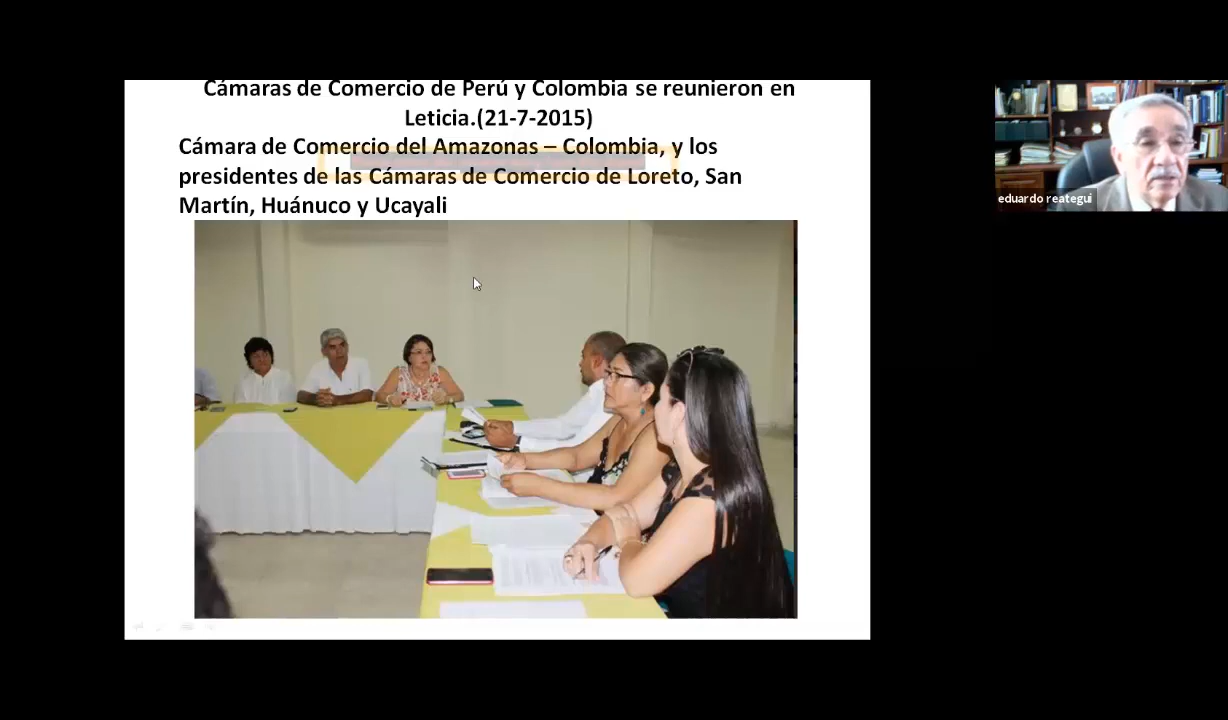 Cámaras de Comercio de Perú y Colombia se reunieron en
Leticia.(21-7-2015)
Cámara de Comercio del Amazonas – Colombia, y los
presidentes de las Cámaras de Comercio de Loreto, San
Martín, Huánuco y Ucayali
eduardo reategui